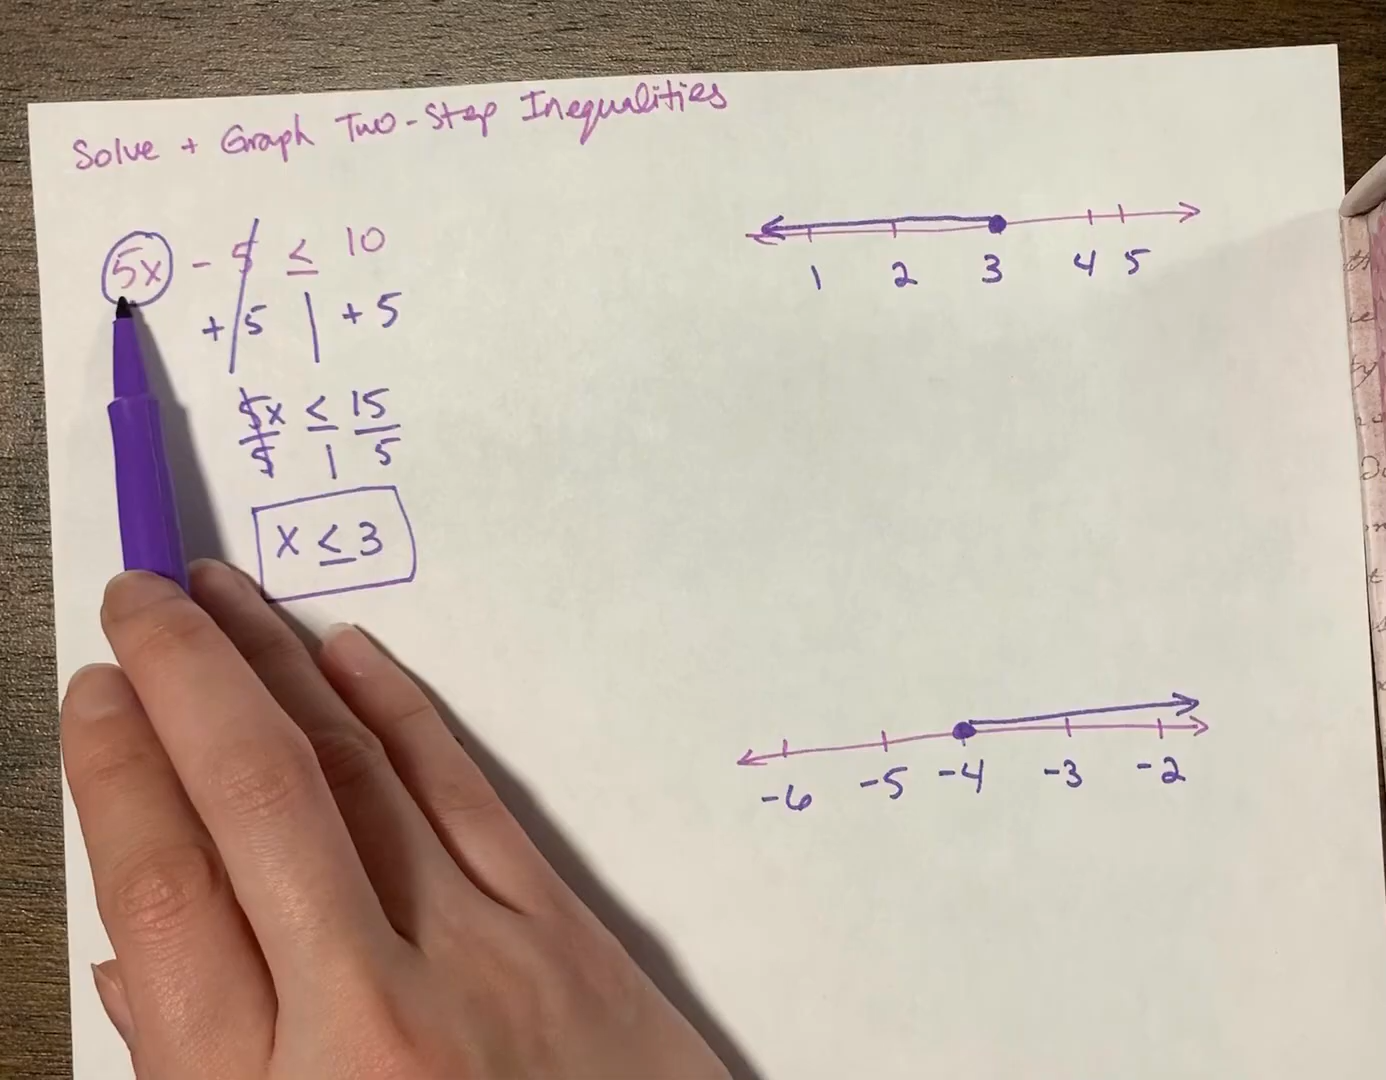 Solve + Graph Two-Step Inequalities
5x - 5 ≤ 10
+ 5 | + 5
5x ≤ 15
5 | 5
x ≤ 3
1 2 3 4 5
-6 -5 -4 -3 -2